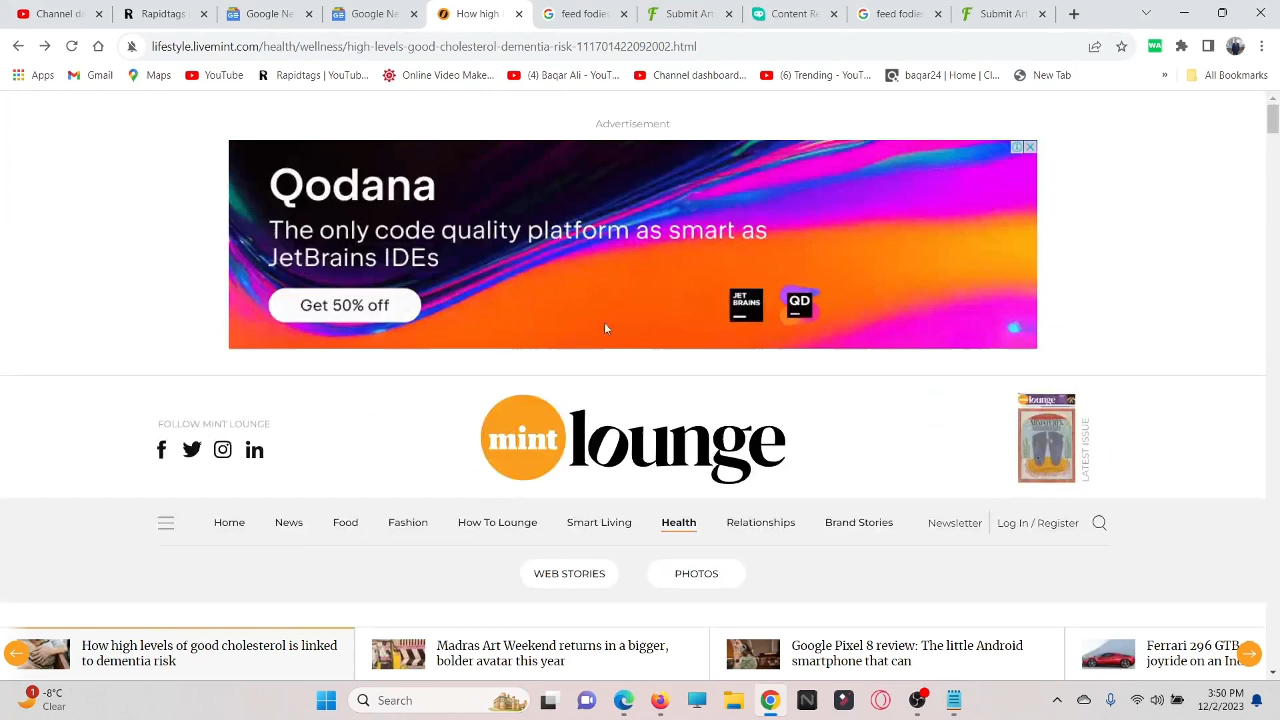 Channel d
Rapidtags
Google Ne
Google Ne
How high
feed fodie
Submit Ar
Content Re
feed fodies
Submit Ant
lifestyle.livemint.com/health/wellness/high-levels-good-cholesterol-dementia-risk-111701422092002.html
WA
Apps
Gmail
Maps
YouTube
Rapidtags | YouTub...
Online Video Make...
(4) Baqar Ali - YouT...
Channel dashboard...
(6) Trending - YouT...
baqar24 | Home | Cl...
New Tab
»
All Bookmarks
Advertisement
Qodana
The only code quality platform as smart as
JetBrains IDEs
Get 50% off
JET
BRAINS
QD
FOLLOW MINT LOUNGE
mint lounge
lounge
LATEST ISSUE
Home News Food Fashion How To Lounge Smart Living Health Relationships Brand Stories Newsletter Log In / Register
WEB STORIES PHOTOS
How high levels of good cholesterol is linked
to dementia risk
Madras Art Weekend returns in a bigger,
bolder avatar this year
Google Pixel 8 review: The little Android
smartphone that can
Ferrari 296 GTB
joyride on an In
1
-8°C
Clear
Search
3:50 PM
12/2/2023